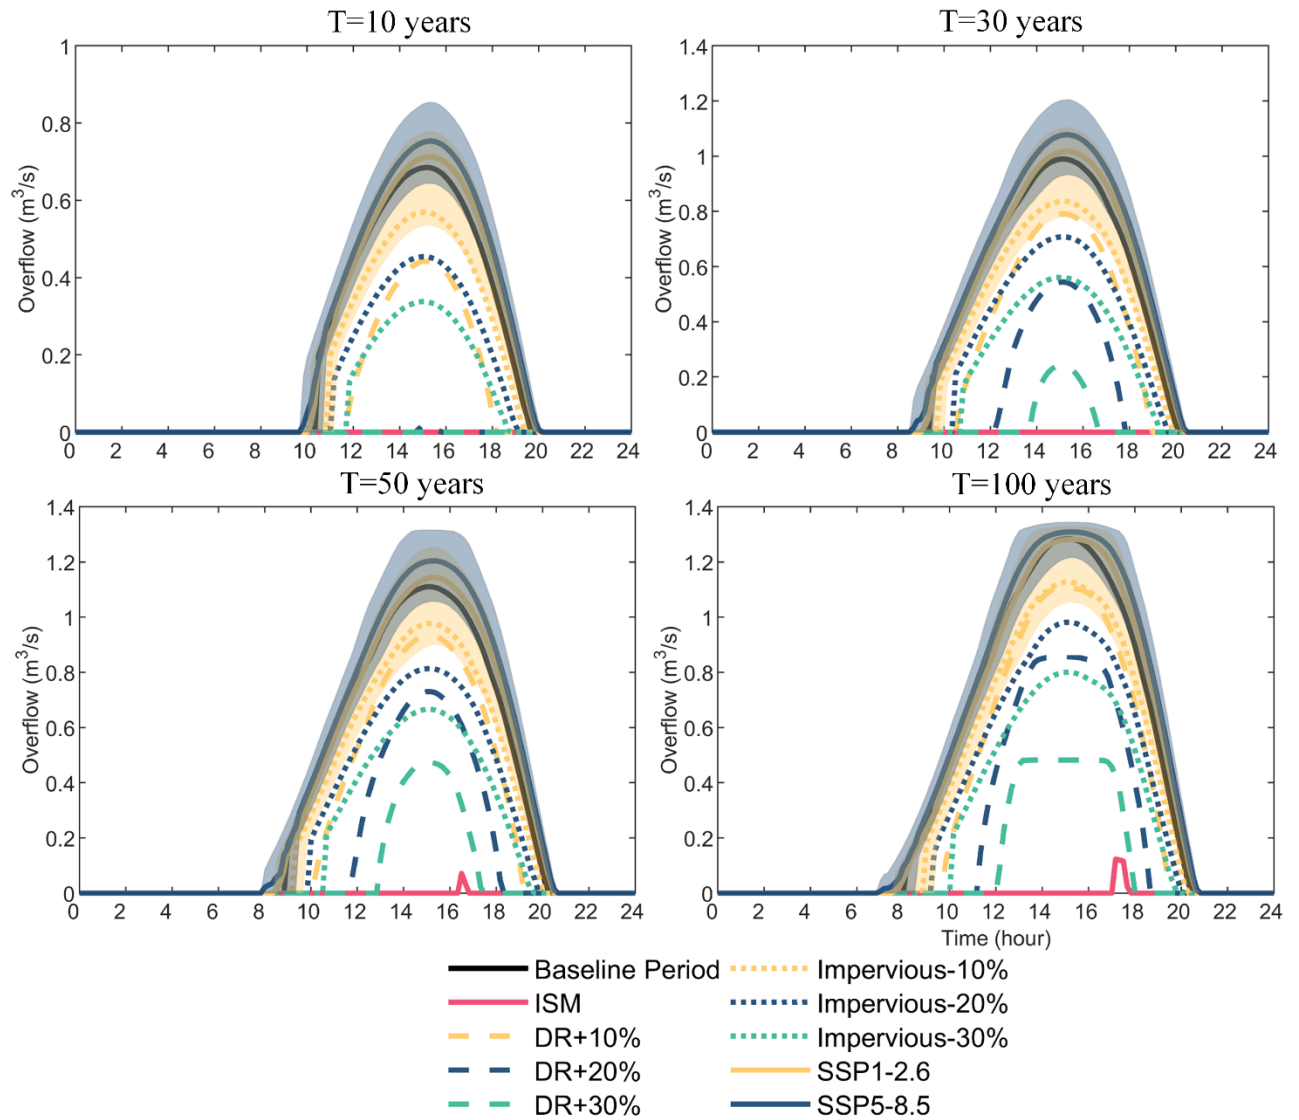 T=10 years
T=30 years
1
0.8
0.6
0.4
0.2
0
Overflow (m³/s)
0 2 4 6 8 10 12 14 16 18 20 22 24
1.4
1.2
1
0.8
0.6
0.4
0.2
0
Overflow (m³/s)
0 2 4 6 8 10 12 14 16 18 20 22 24
T=50 years
T=100 years
1.4
1.2
1
0.8
0.6
0.4
0.2
0
Overflow (m³/s)
0 2 4 6 8 10 12 14 16 18 20 22 24
1.4
1.2
1
0.8
0.6
0.4
0.2
0
Overflow (m³/s)
0 2 4 6 8 10 12 14 16 18 20 22 24
Time (hour)
Baseline Period
ISM
DR+10%
DR+20%
DR+30%
Impervious-10%
Impervious-20%
Impervious-30%
SSP1-2.6
SSP5-8.5